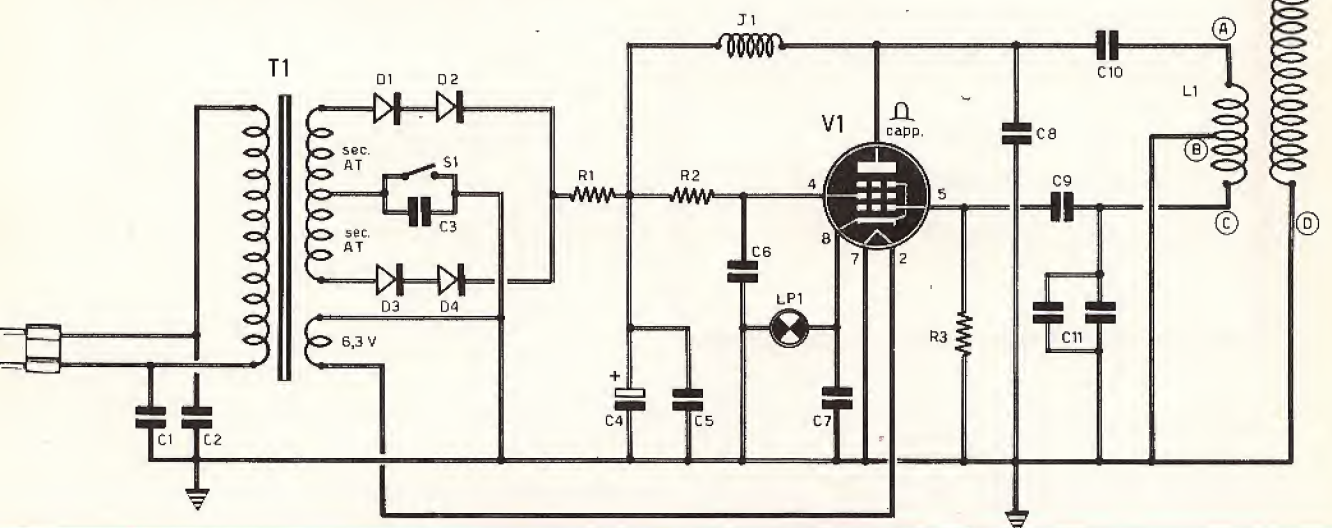 J1
A
T1
D1
D2
C10
L1
V1
capp.
C8
sec.
AT
S1
R1
R2
4
5
C9
B
C3
C
D
sec.
AT
8
7
2
C6
D3
D4
LP1
6,3 V
R3
C11
+
C4
C5
C7
C1
C2